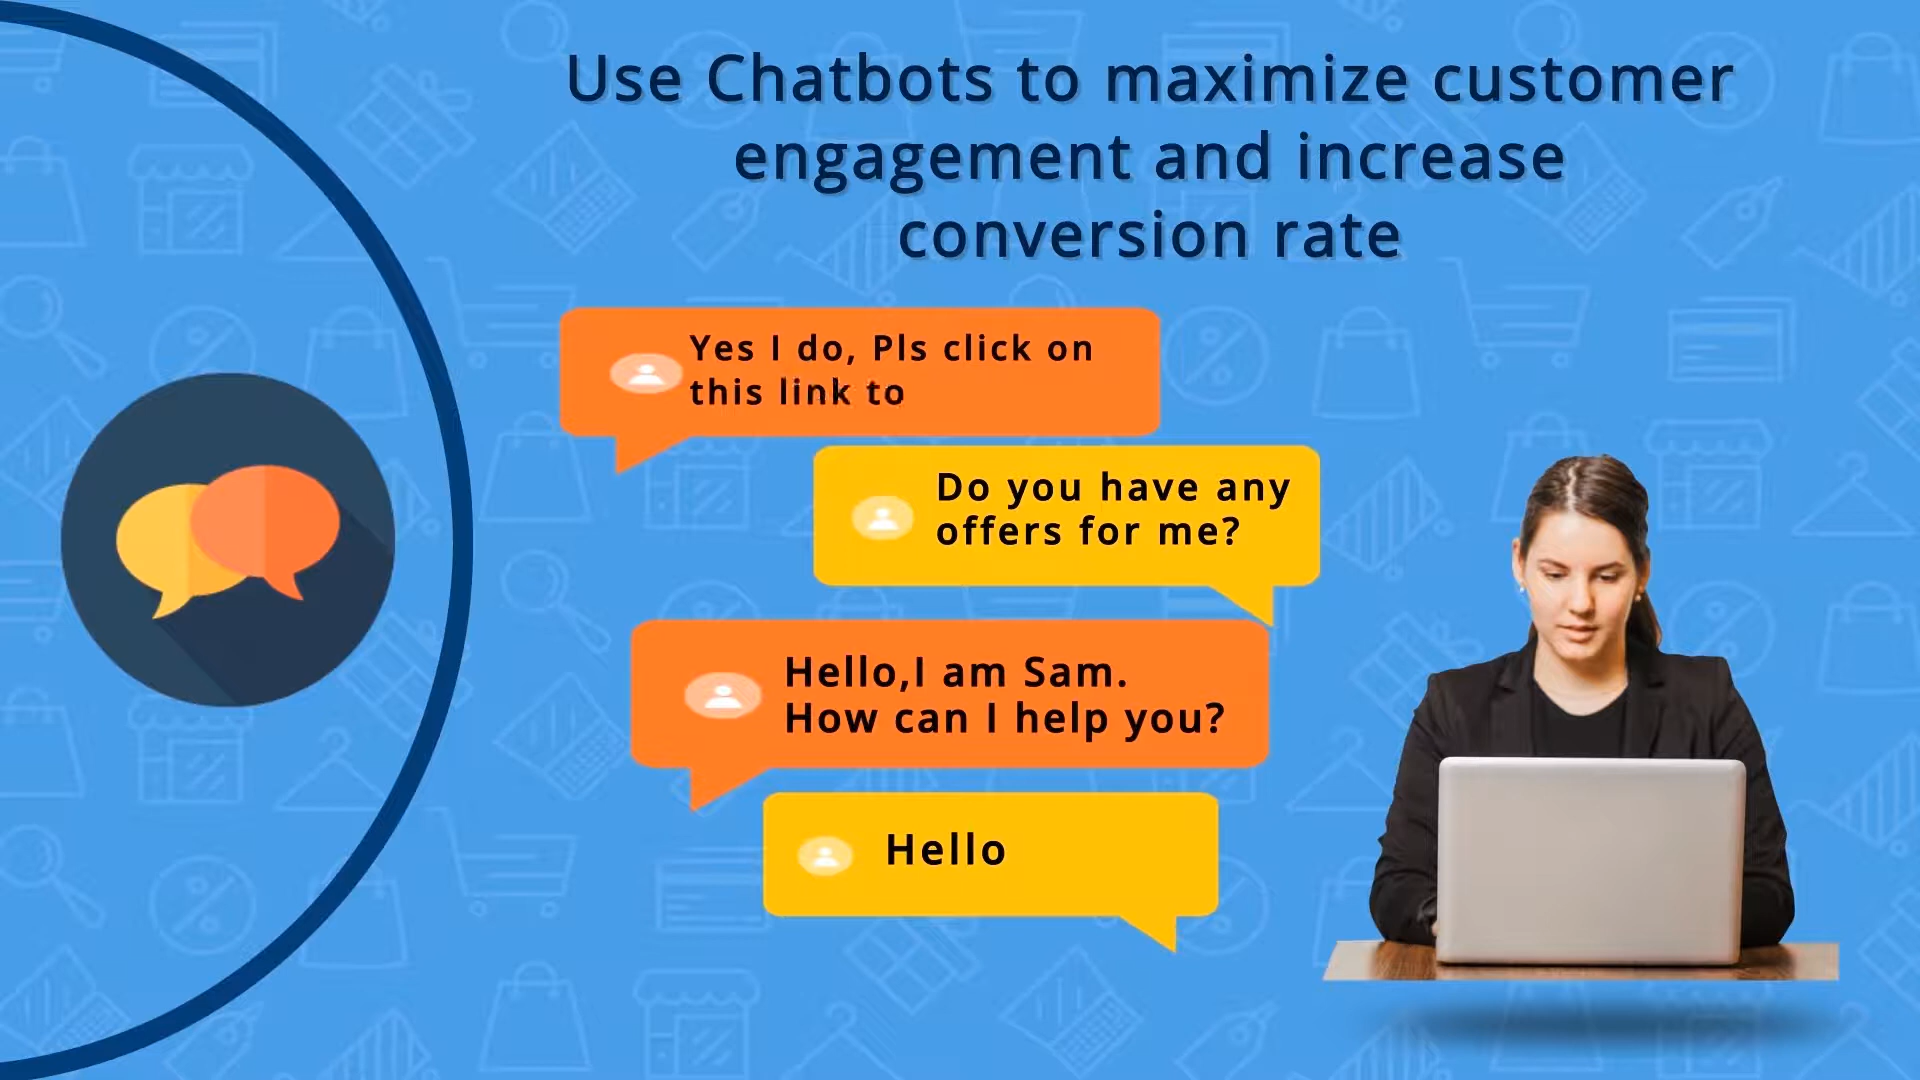 Use Chatbots to maximize customer
engagement and increase
conversion rate
Yes I do, Pls click on
this link to
Do you have any
offers for me?
Hello,I am Sam.
How can I help you?
Hello